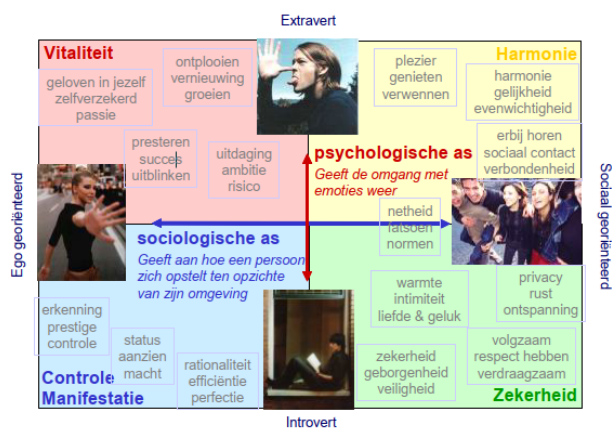 Extravert
Vitaliteit
geloven in jezelf
zelfverzekerd
passie
ontplooien
vernieuwing
groeien
presteren
succes
uitblinken
uitdaging
ambitie
risico
plezier
genieten
verwennen
Harmonie
harmonie
gelijkheid
evenwichtigheid
erbij horen
sociaal contact
verbondenheid
psychologische as
Geeft de omgang met
emoties weer
Ego georiënteerd
Sociaal georiënteerd
sociologische as
Geeft aan hoe een persoon
zich opstelt ten opzichte
van zijn omgeving
netheid
fatsoen
normen
erkenning
prestige
controle
status
aanzien
macht
rationaliteit
efficiëntie
perfectie
Controle
Manifestatie
warmte
intimiteit
liefde & geluk
privacy
rust
ontspanning
zekerheid
geborgenheid
veiligheid
volgzaam
respect hebben
verdraagzaam
Zekerheid
Introvert